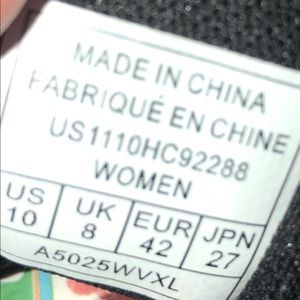 MADE IN CHINA
FABRIQUÉ EN CHINE
US1110HC92288
WOMEN
US UK EUR JPN
10 8 42 27
A5025WVXL